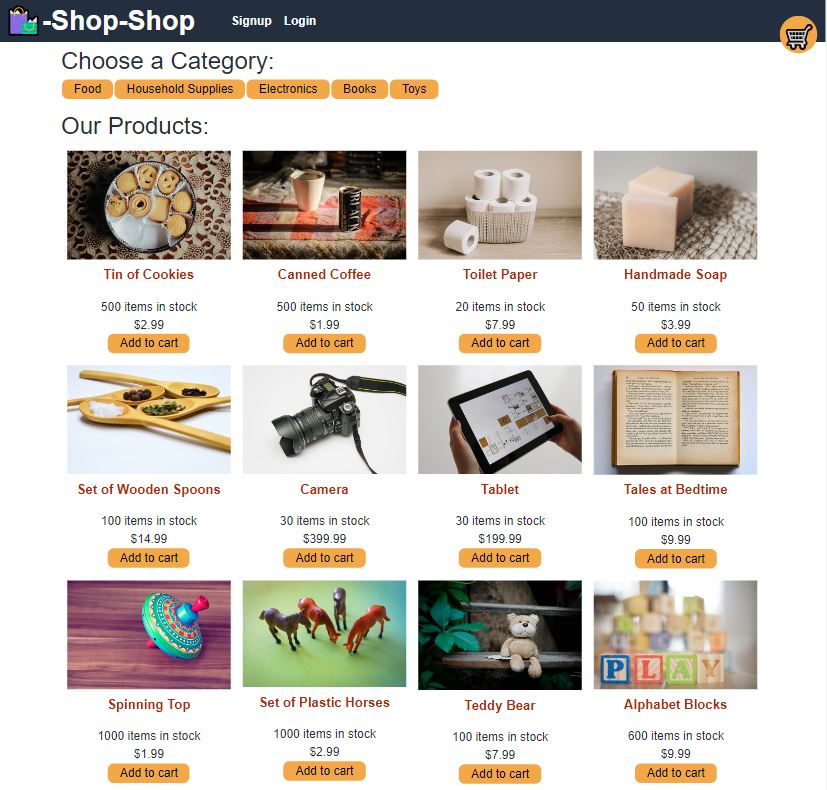 -Shop-Shop
Signup Login
Choose a Category:
Food Household Supplies Electronics Books Toys
Our Products:
Tin of Cookies Canned Coffee Toilet Paper Handmade Soap
500 items in stock 500 items in stock 20 items in stock 50 items in stock
$2.99 $1.99 $7.99 $3.99
Add to cart Add to cart Add to cart Add to cart
Set of Wooden Spoons Camera Tablet Tales at Bedtime
100 items in stock 30 items in stock 30 items in stock 100 items in stock
$14.99 $399.99 $199.99 $9.99
Add to cart Add to cart Add to cart Add to cart
PLAY
Spinning Top Set of Plastic Horses Teddy Bear Alphabet Blocks
1000 items in stock 1000 items in stock 100 items in stock 600 items in stock
$1.99 $2.99 $7.99 $9.99
Add to cart Add to cart Add to cart Add to cart